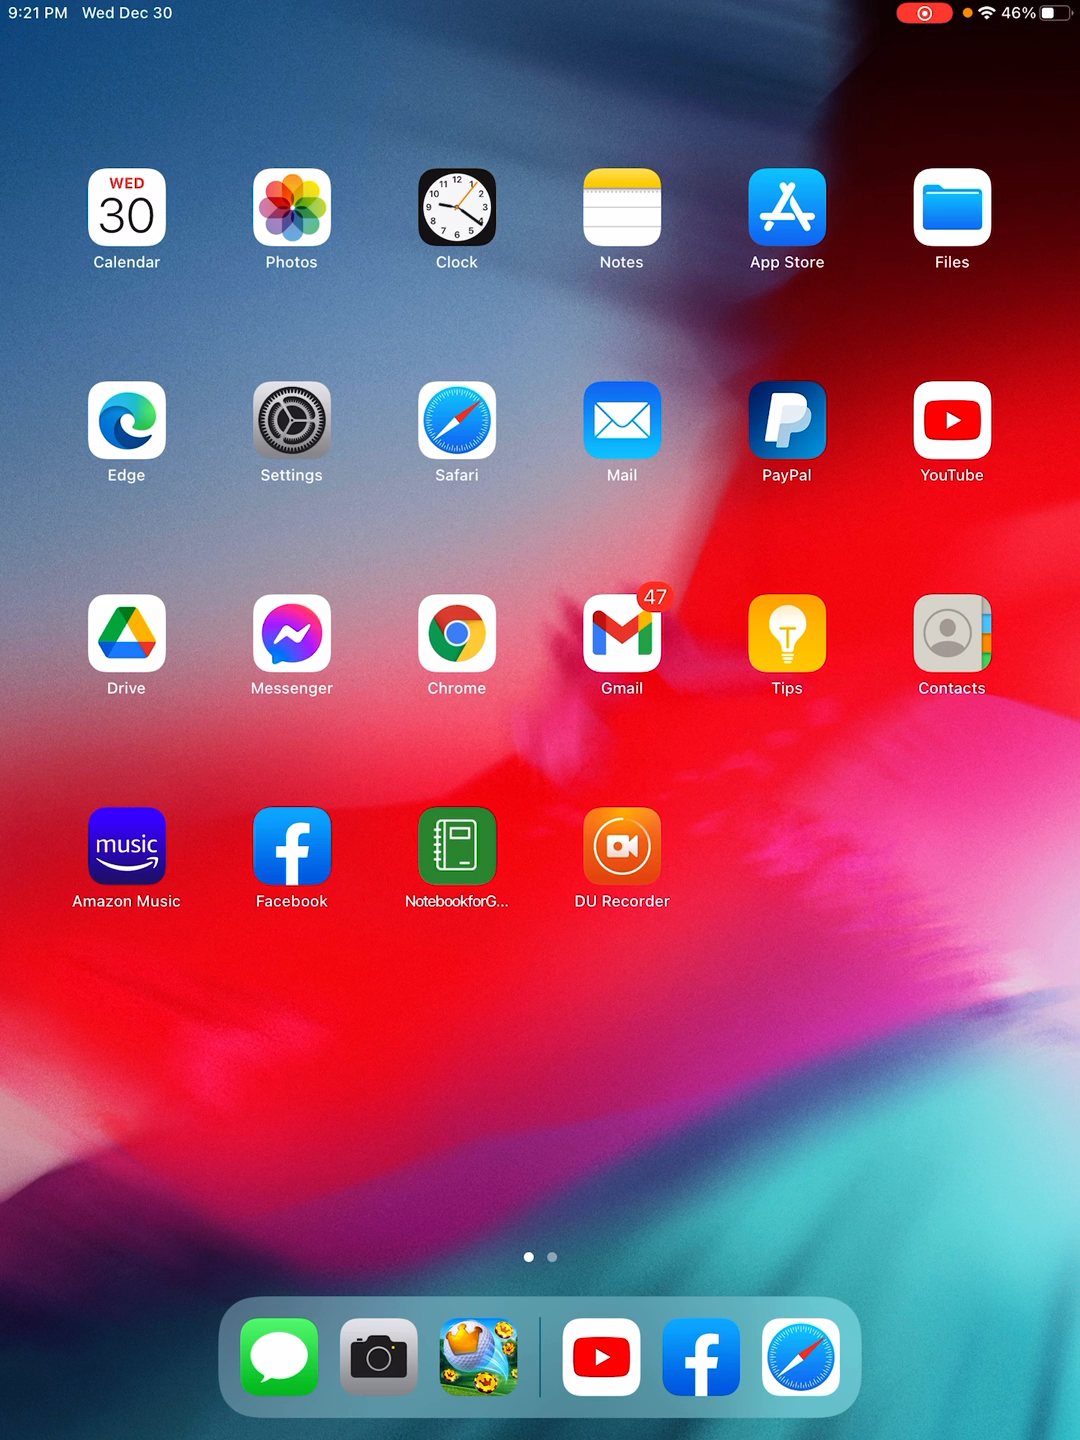 9:21 PM Wed Dec 30
46%
WED
30
Calendar
Photos
Clock
Notes
App Store
Files
Edge
Settings
Safari
Mail
PayPal
YouTube
47
Drive
Messenger
Chrome
Gmail
Tips
Contacts
music
Amazon Music
Facebook
NotebookforG...
DU Recorder